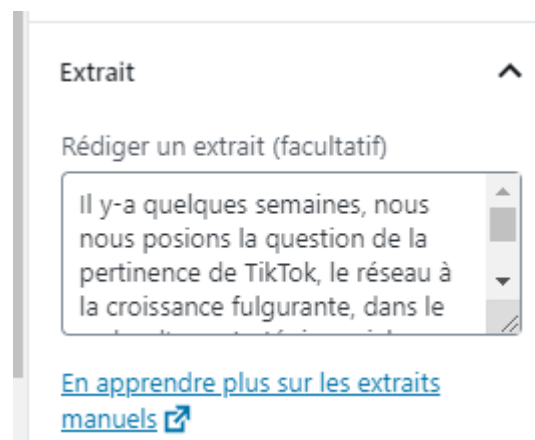 Extrait
Rédiger un extrait (facultatif)
Il y-a quelques semaines, nous
nous posions la question de la
pertinence de TikTok, le réseau à
la croissance fulgurante, dans le
En apprendre plus sur les extraits
manuels